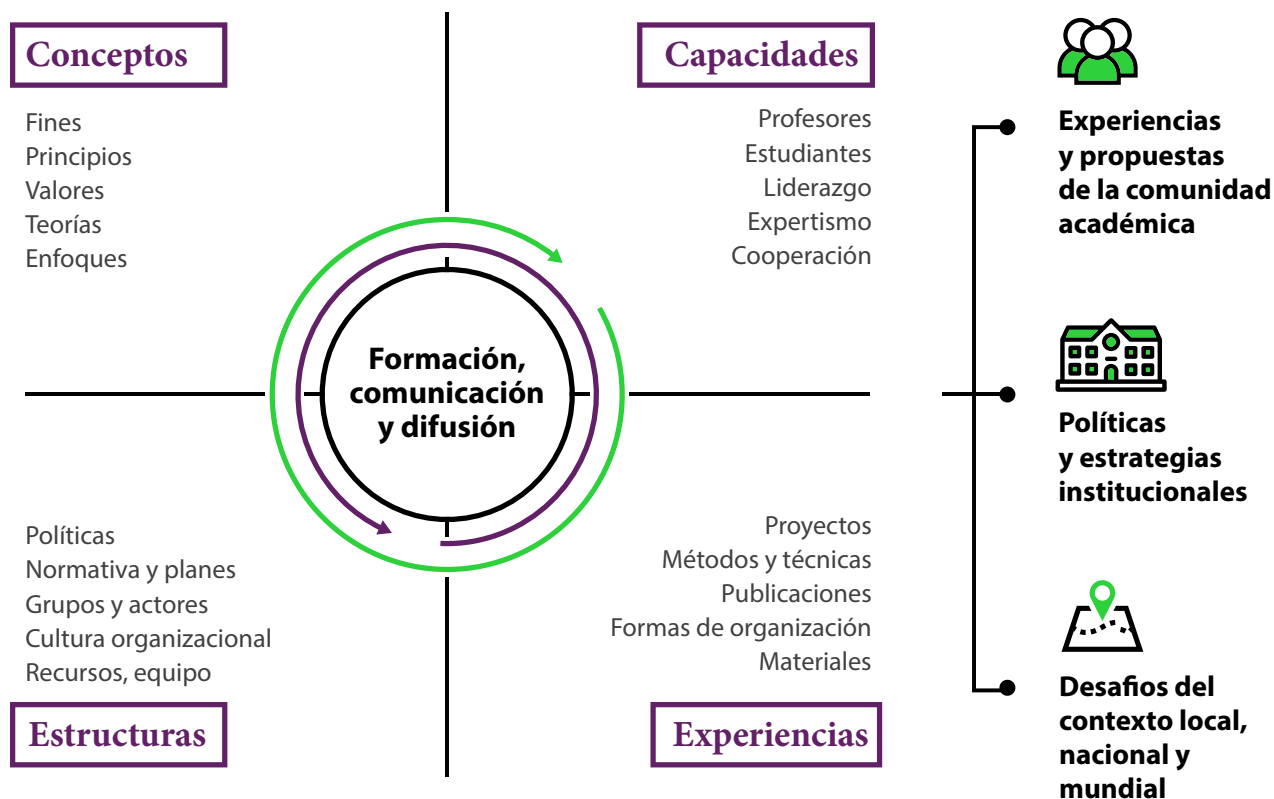 Conceptos
Fines
Principios
Valores
Teorías
Enfoques
Capacidades
Profesores
Estudiantes
Liderazgo
Expertismo
Cooperación
Formación,
comunicación
y difusión
Políticas
Normativa y planes
Grupos y actores
Cultura organizacional
Recursos, equipo
Estructuras
Proyectos
Métodos y técnicas
Publicaciones
Formas de organización
Materiales
Experiencias
Experiencias
y propuestas
de la comunidad
académica
Políticas
y estrategias
institucionales
Desafios del
contexto local,
nacional y
mundial